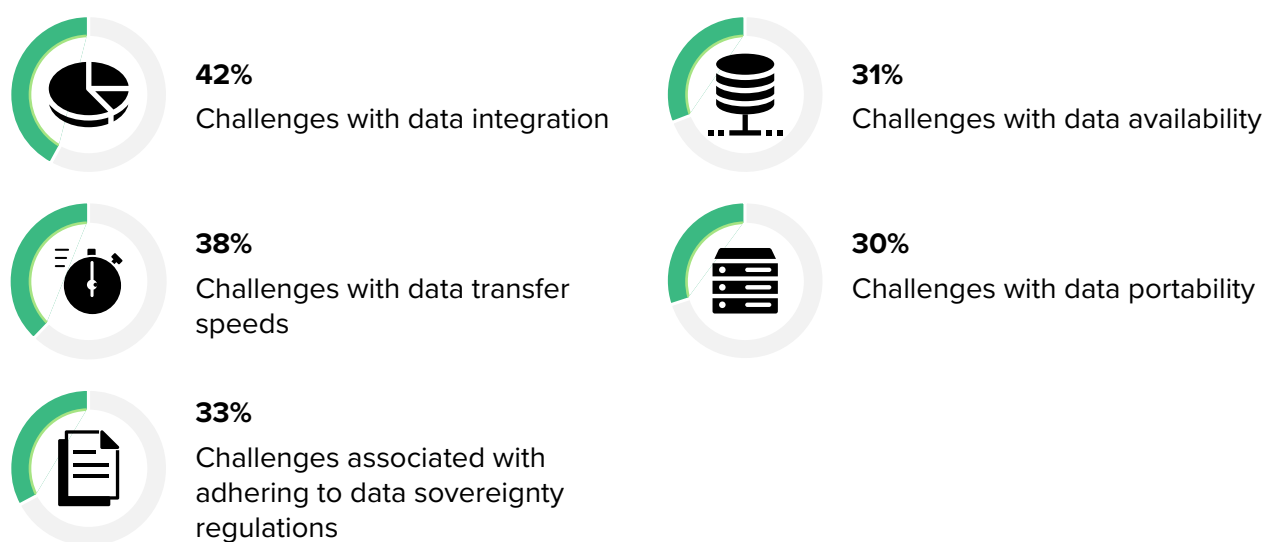 42%
Challenges with data integration
38%
Challenges with data transfer
speeds
33%
Challenges associated with
adhering to data sovereignty
regulations
31%
Challenges with data availability
30%
Challenges with data portability